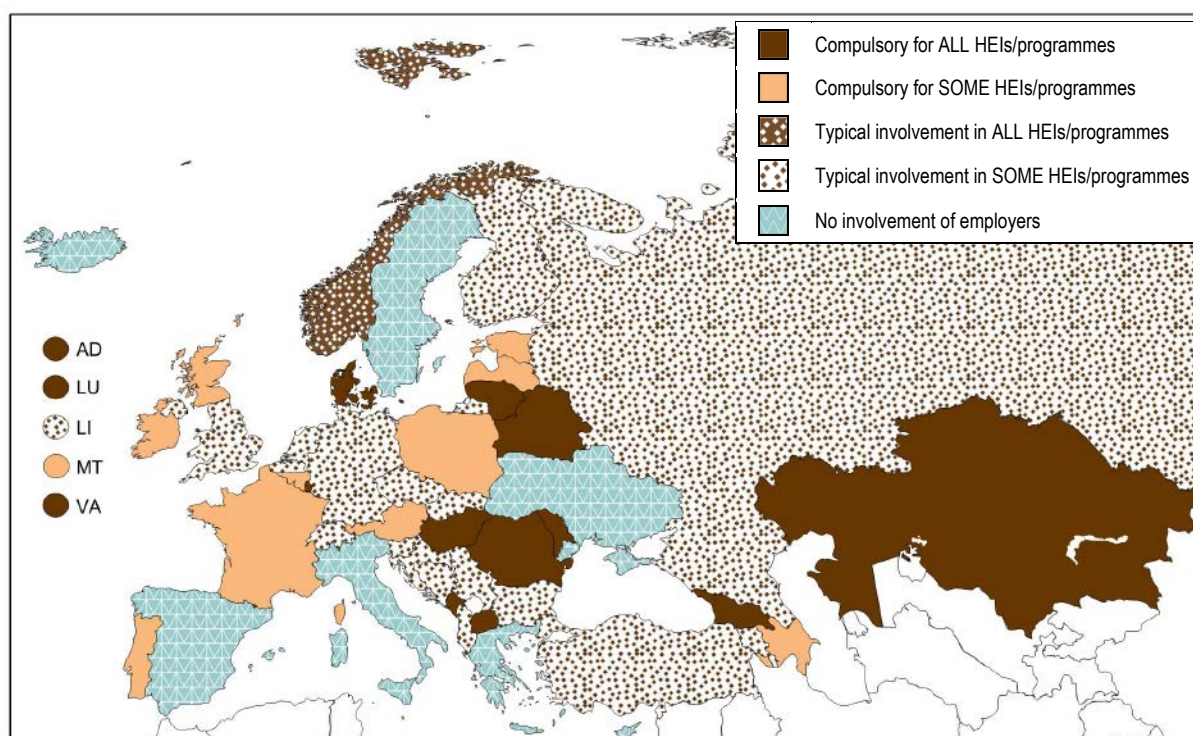 Compulsory for ALL HEIs/programmes
Compulsory for SOME HEIs/programmes
Typical involvement in ALL HEIs/programmes
Typical involvement in SOME HEIs/programmes
No involvement of employers
AD
LU
LI
MT
VA